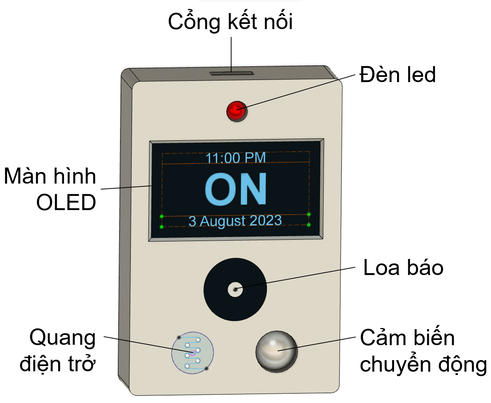 Cổng kết nối
Đèn led
11:00 PM
Màn hình
OLED
ON
3 August 2023
Loa báo
Quang
điện trở
Cảm biến
chuyển động